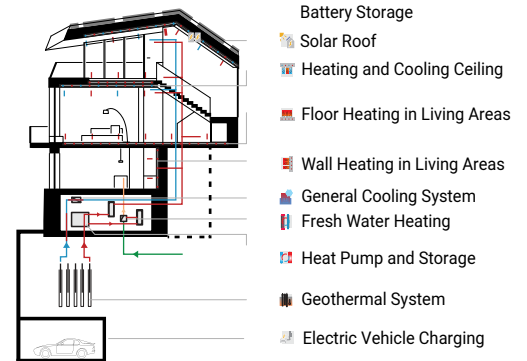 Battery Storage
Solar Roof
Heating and Cooling Ceiling
Floor Heating in Living Areas
Wall Heating in Living Areas
General Cooling System
Fresh Water Heating
Heat Pump and Storage
Geothermal System
Electric Vehicle Charging